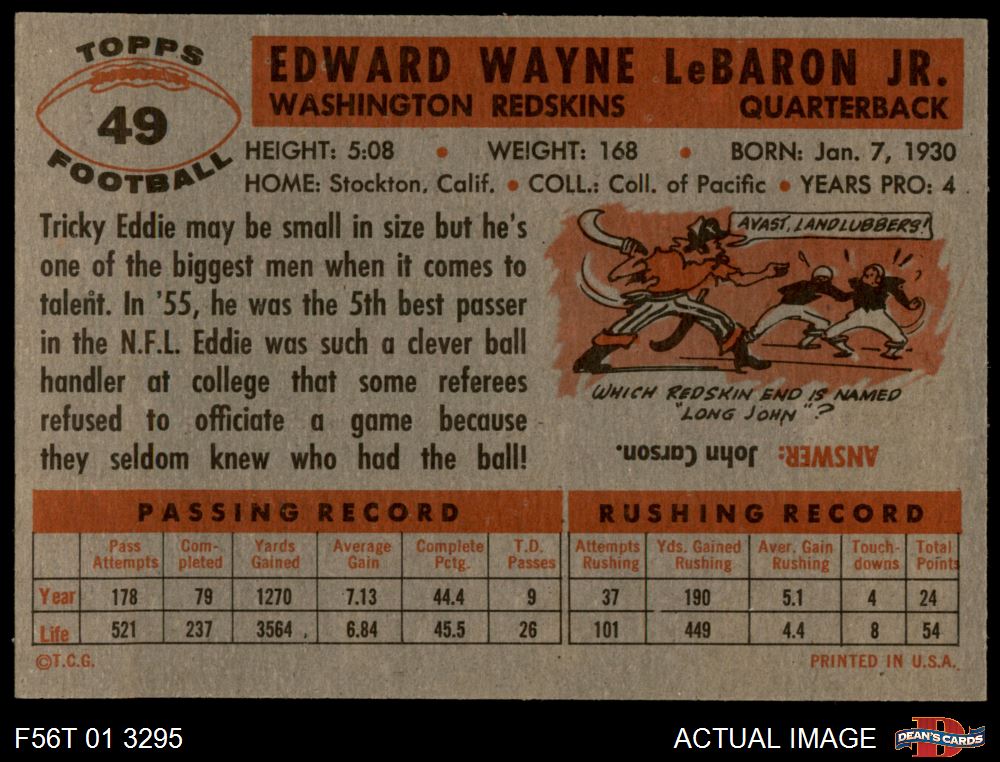 TOPPS
49
FOOTBALL
EDWARD WAYNE LeBARON JR.
WASHINGTON REDSKINS QUARTERBACK
HEIGHT: 5:08 • WEIGHT: 168 • BORN: Jan. 7, 1930
HOME: Stockton, Calif. • COLL.: Coll. of Pacific • YEARS PRO: 4
Tricky Eddie may be small in size but he's
one of the biggest men when it comes to
talent. In '55, he was the 5th best passer
in the N.F.L. Eddie was such a clever ball
handler at college that some referees
refused to officiate a game because
they seldom knew who had the ball!
AVAST, LANDLUBBERS!
WHICH REDSKIN END IS NAMED
"LONG JOHN"?
ANSWER: John Carson.
PASSING RECORD
Pass Attempts Com-pleted Yards Gained Average Gain Complete Pctg. T.D. Passes
Year 178 79 1270 7.13 44.4 9
Life 521 237 3564 6.84 45.5 26
RUSHING RECORD
Attempts Rushing Yds. Gained Rushing Aver. Gain Rushing Touch-downs Total Points
37 190 5.1 4 24
101 449 4.4 8 54
©T.C.G. PRINTED IN U.S.A.
F56T 01 3295 ACTUAL IMAGE
D
DEAN'S CARDS